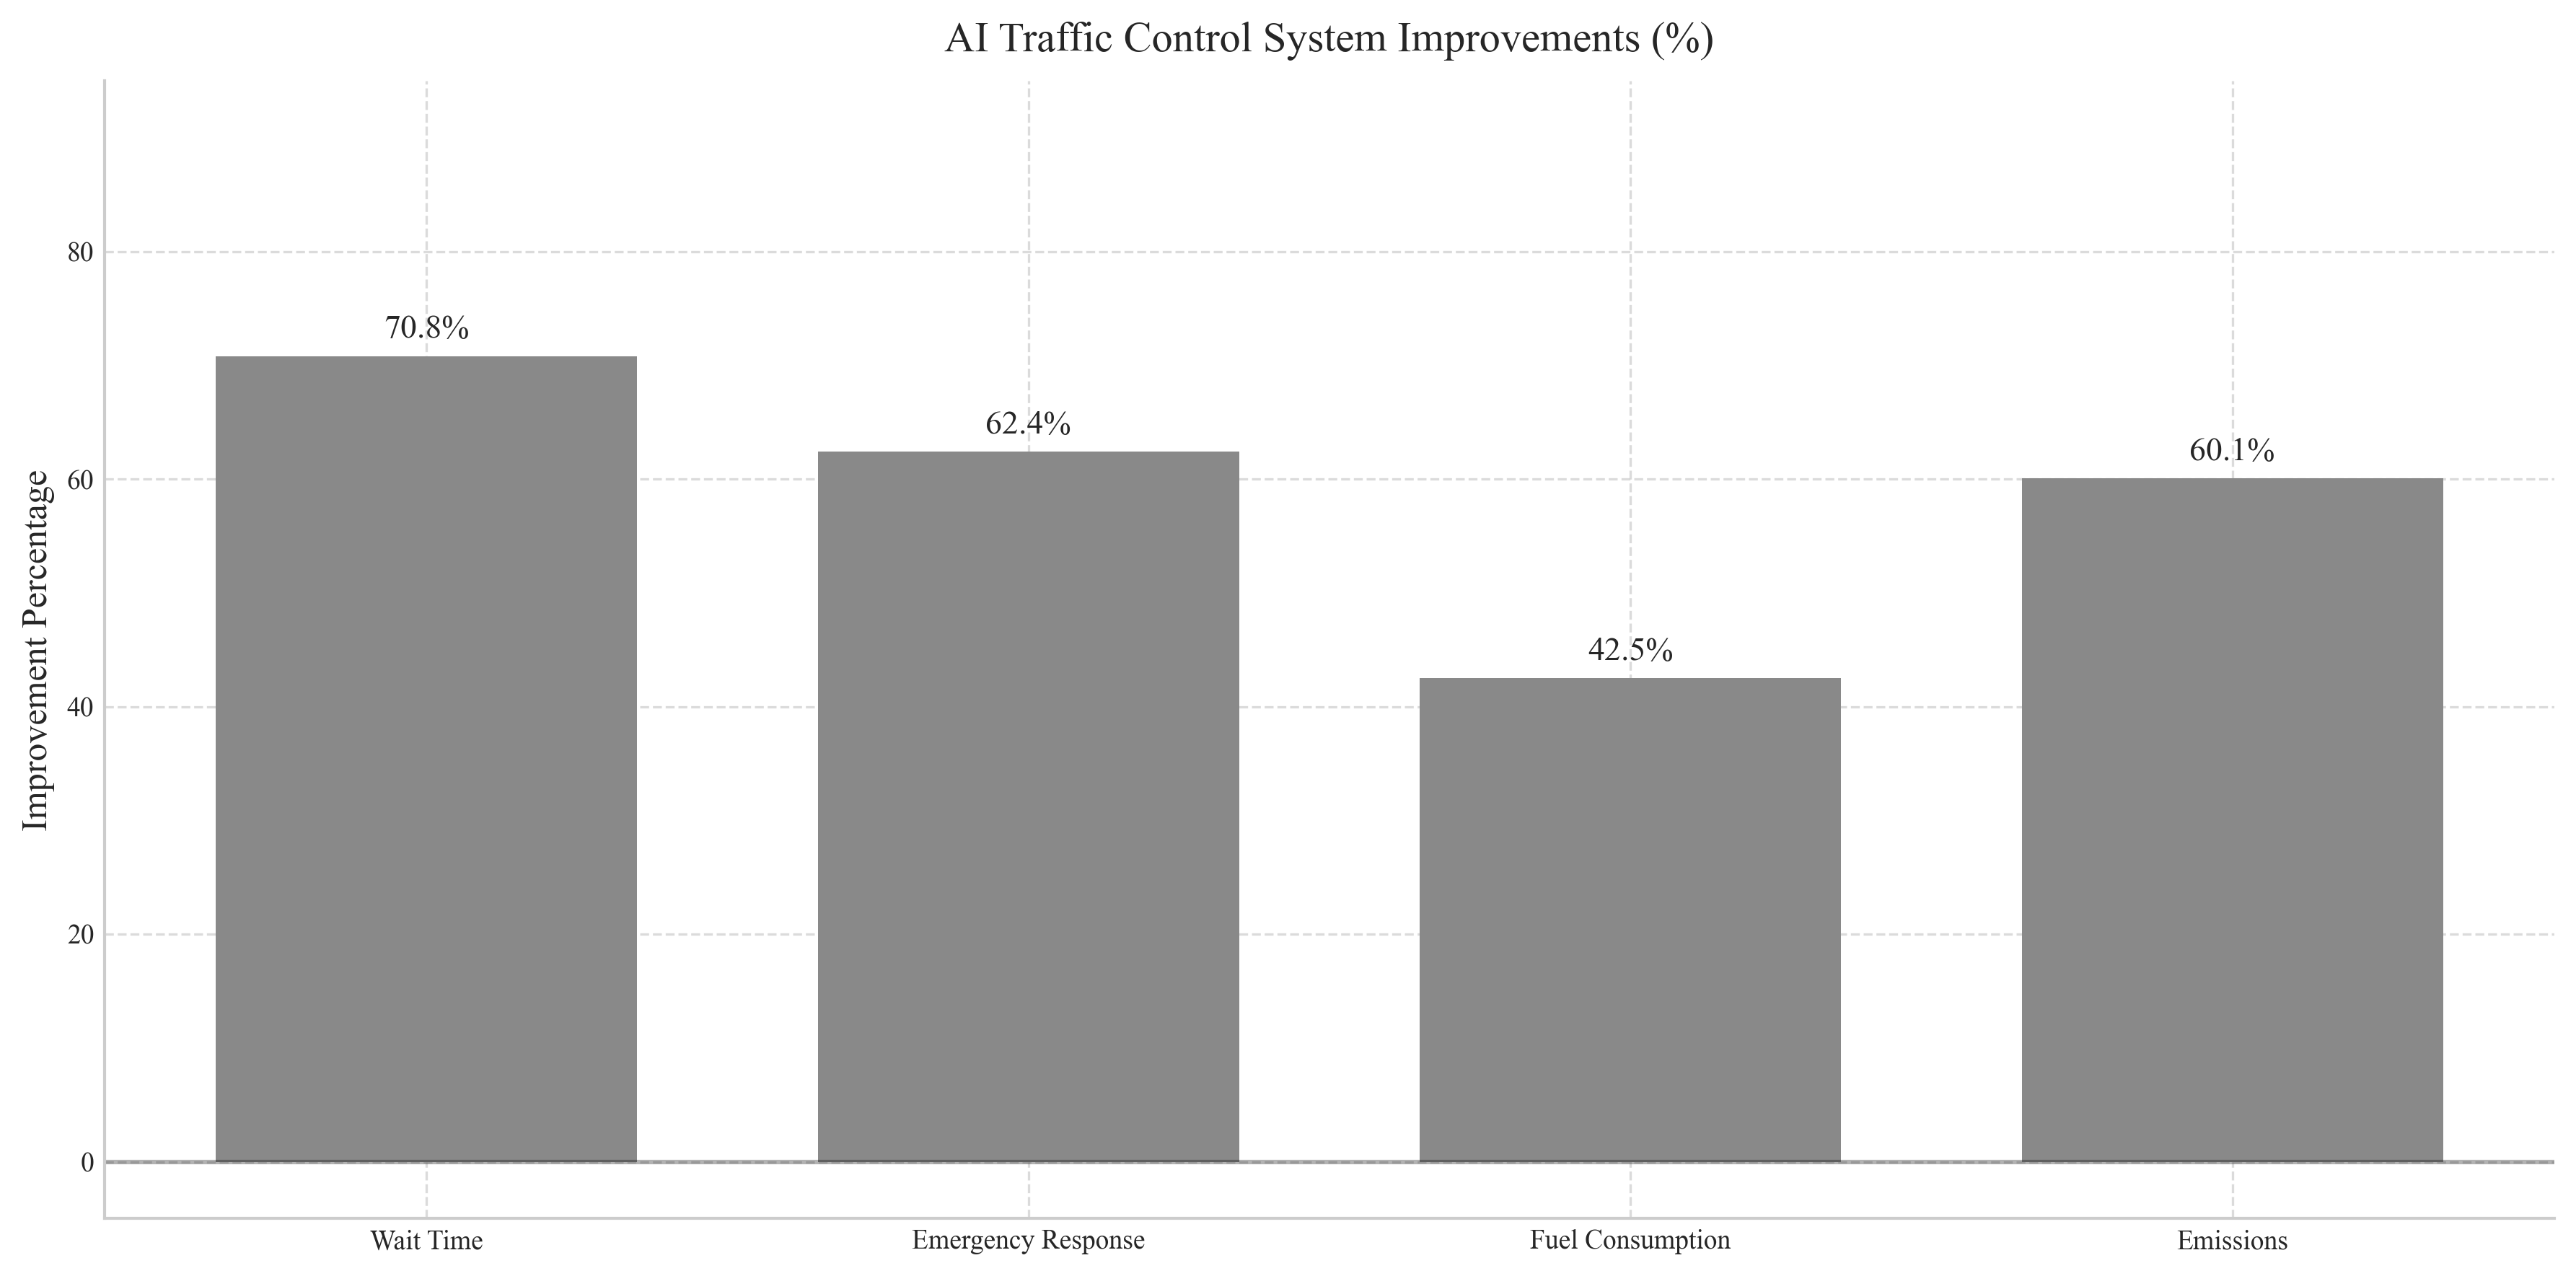 AI Traffic Control System Improvements (%)
Improvement Percentage
80
60
40
20
0
70.8%
62.4%
42.5%
60.1%
Wait Time
Emergency Response
Fuel Consumption
Emissions